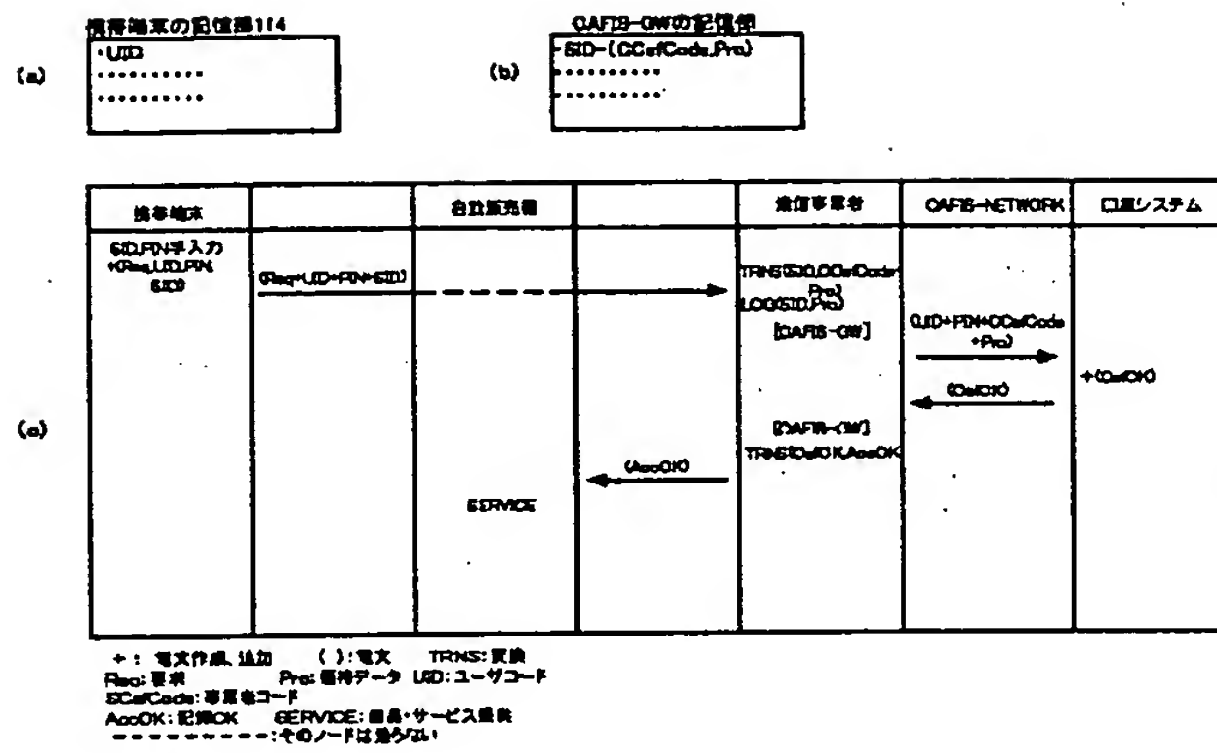 携帯端末の記憶部114
CAFIS-GWの記憶部
(a)
・UID
(b)
・SID-(CCafCode,Pro)
携帯端末
自動販売機
通信事業者
CAFIS-NETWORK
口座システム
SID,PIN手入力
+(Req,UID,PIN,
SID)
(Req+UID+PIN+SID)
TRNS(SID,CCafCode+
Pro)
LOG(SID,Pro)
[CAFIS-GW]
(UID+PIN+CCafCode
+Pro)
+(CafOK)
(CafOK)
(c)
[CAFIS-GW]
TRNS(CafOK,AccOK)
(AccOK)
SERVICE
+: 電文作成、追加 ( ):電文 TRNS:変換
Req:要求 Pro:価格データ UID:ユーザコード
CCafCode:事業者コード
AccOK:記録OK SERVICE:商品・サービス提供
----------:そのノードは通らない